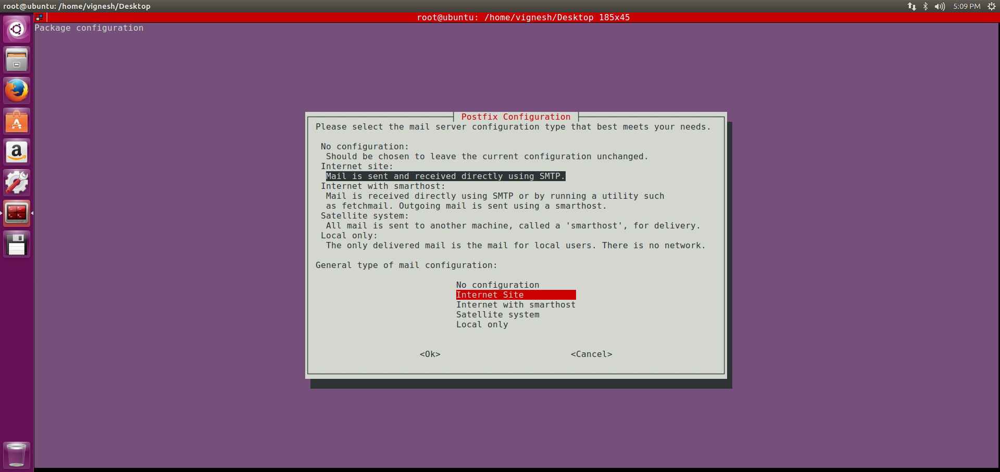 root@ubuntu: /home/vignesh/Desktop
5:09 PM
root@ubuntu: /home/vignesh/Desktop 185x45
Package configuration
Postfix Configuration
Please select the mail server configuration type that best meets your needs.
No configuration:
Should be chosen to leave the current configuration unchanged.
Internet site:
Mail is sent and received directly using SMTP.
Internet with smarthost:
Mail is received directly using SMTP or by running a utility such
as fetchmail. Outgoing mail is sent using a smarthost.
Satellite system:
All mail is sent to another machine, called a 'smarthost', for delivery.
Local only:
The only delivered mail is the mail for local users. There is no network.
General type of mail configuration:
No configuration
Internet Site
Internet with smarthost
Satellite system
Local only
<Ok> <Cancel>